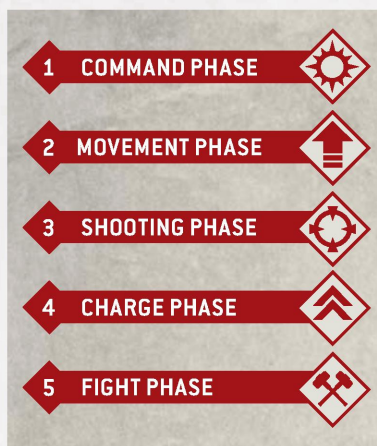 1 COMMAND PHASE
2 MOVEMENT PHASE
3 SHOOTING PHASE
4 CHARGE PHASE
5 FIGHT PHASE